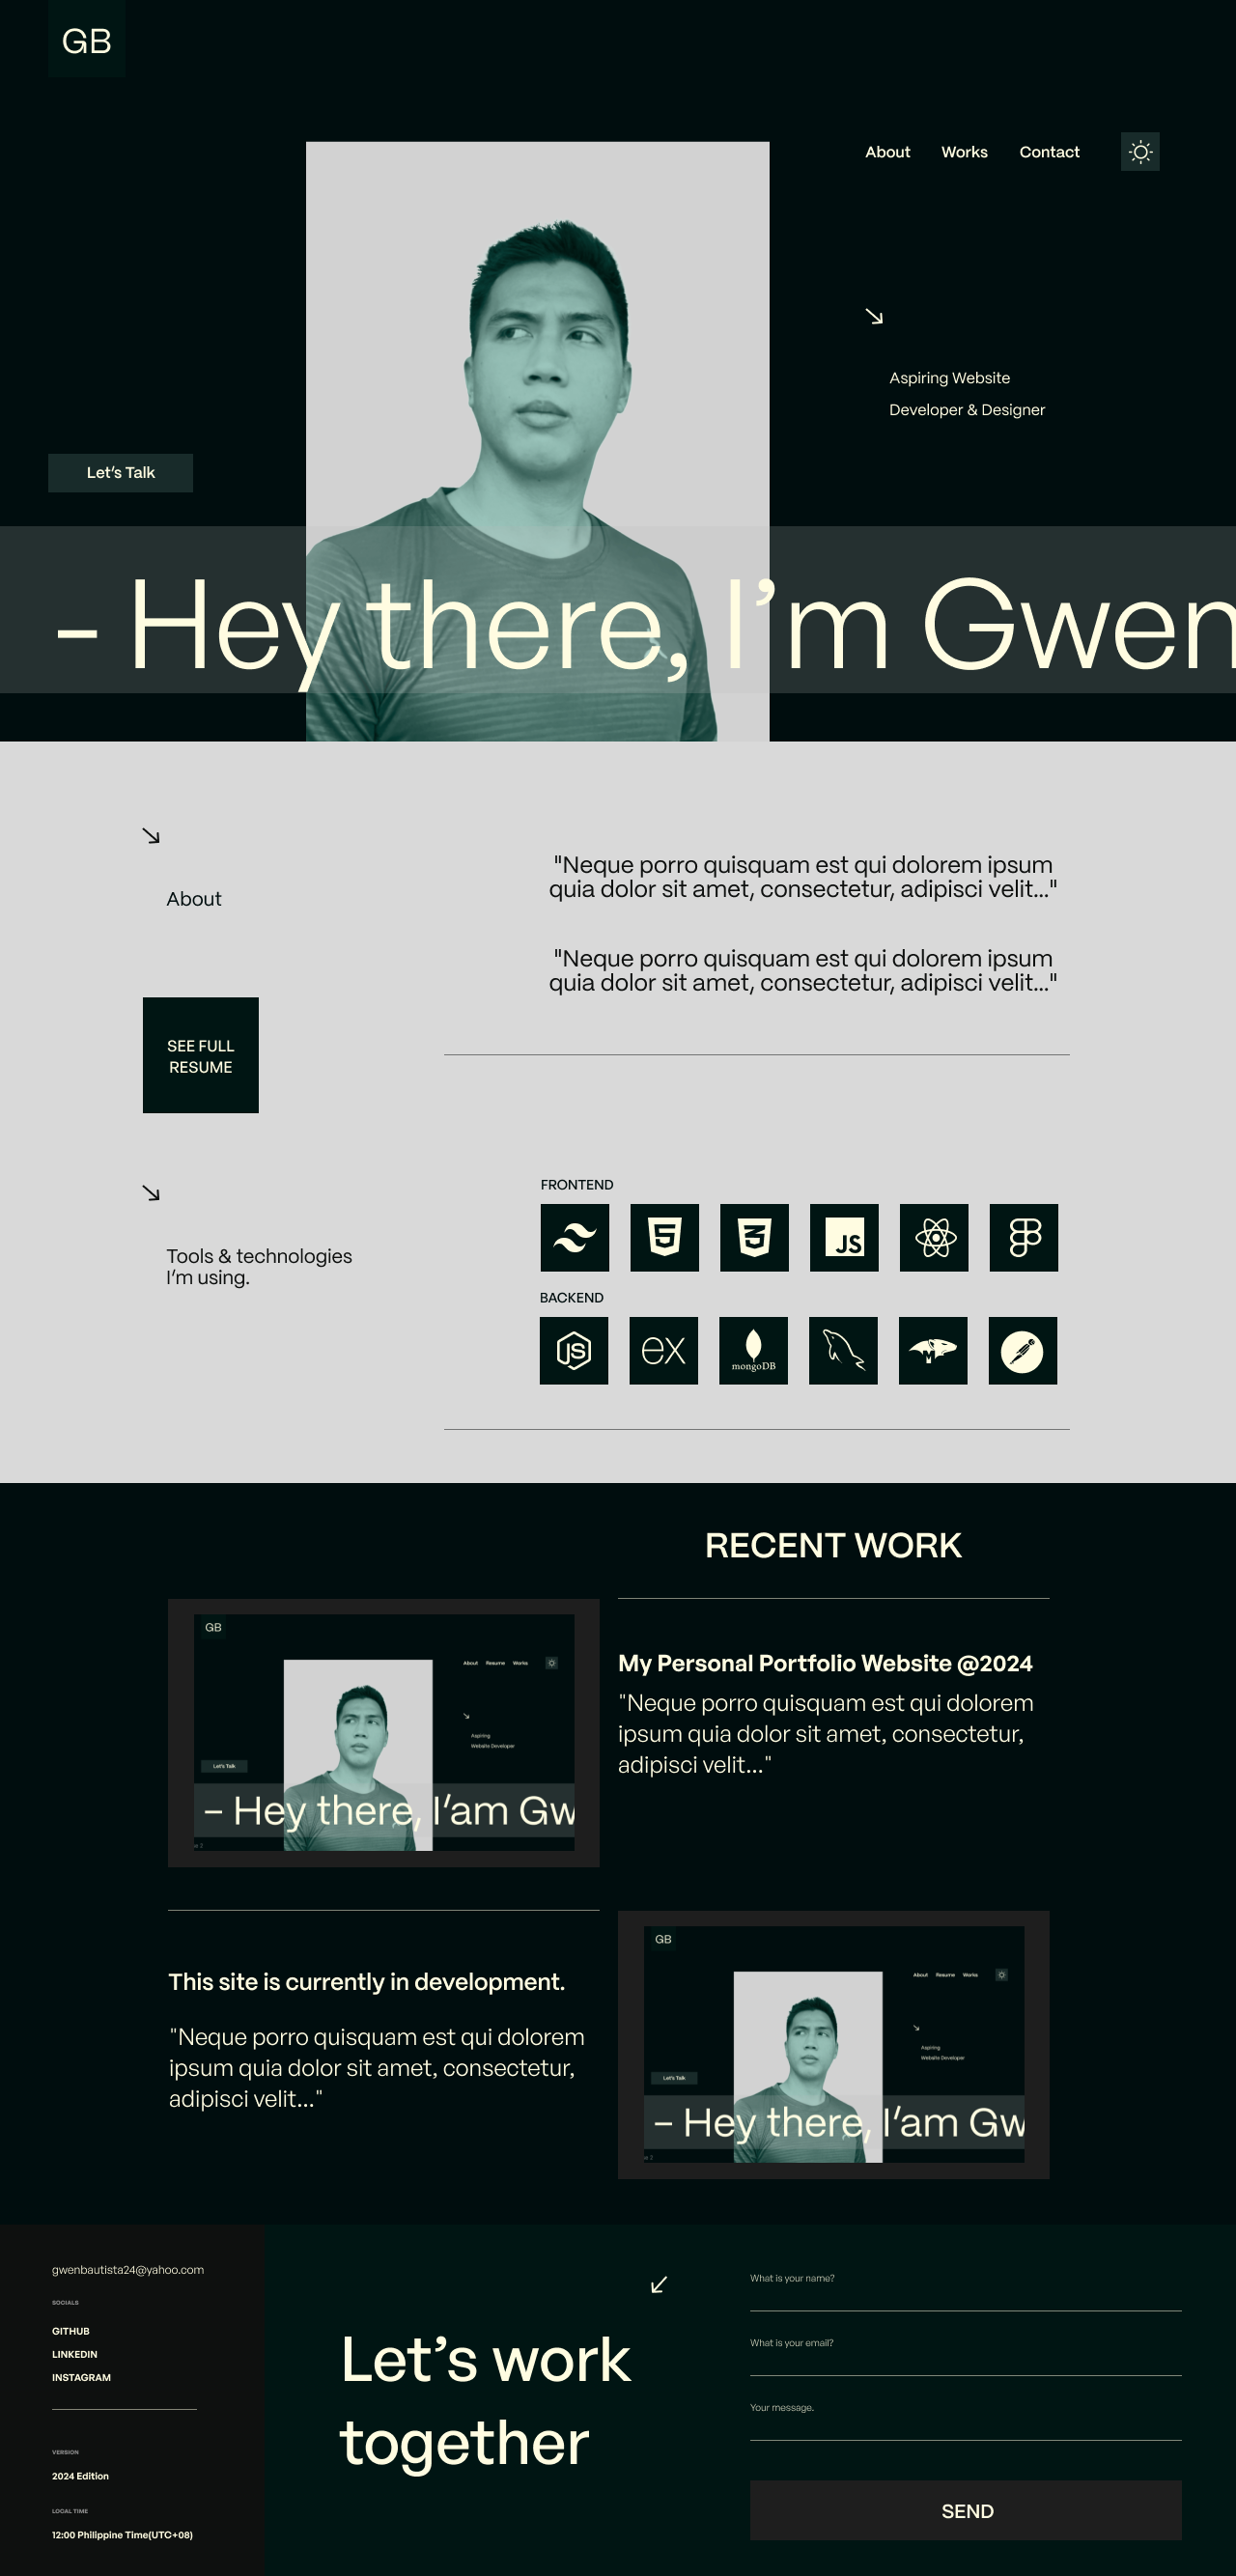 GB
About Works Contact
Aspiring Website
Developer & Designer
Let's Talk
– Hey there, I'm Gwen
About
"Neque porro quisquam est qui dolorem ipsum
quia dolor sit amet, consectetur, adipisci velit..."
"Neque porro quisquam est qui dolorem ipsum
quia dolor sit amet, consectetur, adipisci velit..."
SEE FULL
RESUME
Tools & technologies
I'm using.
FRONTEND
5 3 JS
BACKEND
JS ex mongoDB
RECENT WORK
GB
About Resume Works
Aspiring
Website Developer
Let's Talk
– Hey there, I'am Gw
My Personal Portfolio Website @2024
"Neque porro quisquam est qui dolorem
ipsum quia dolor sit amet, consectetur,
adipisci velit..."
This site is currently in development.
"Neque porro quisquam est qui dolorem
ipsum quia dolor sit amet, consectetur,
adipisci velit..."
GB
About Resume Works
Aspiring
Website Developer
Let's Talk
– Hey there, I'am Gw
gwenbautista24@yahoo.com
SOCIALS
GITHUB
LINKEDIN
INSTAGRAM
VERSION
2024 Edition
LOCAL TIME
12:00 Philippine Time(UTC+08)
Let's work
together
What is your name?
What is your email?
Your message.
SEND